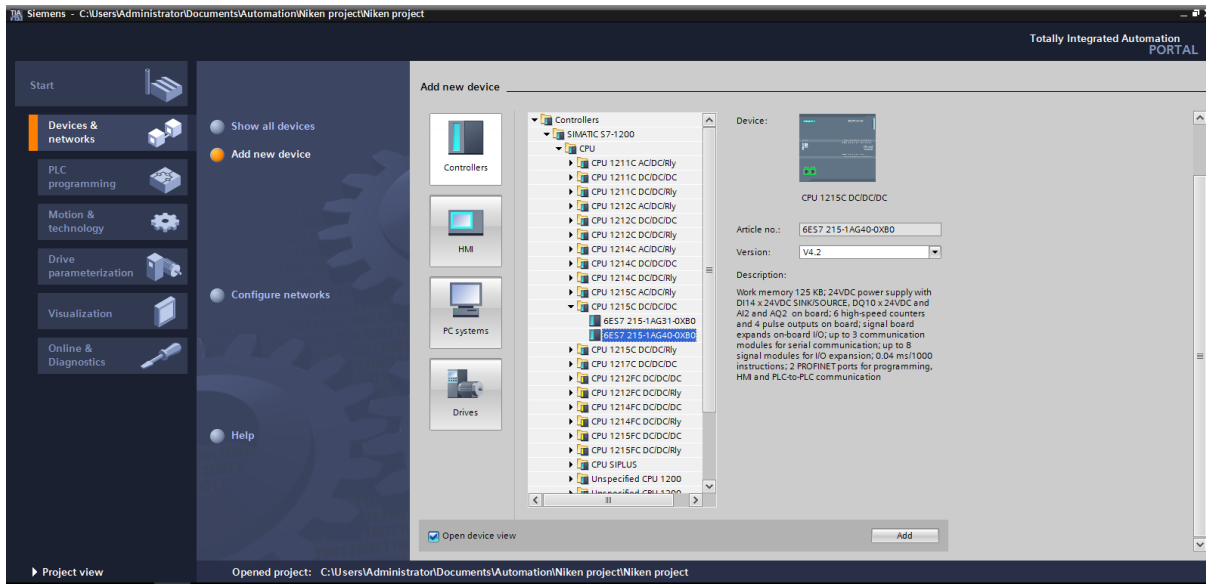 Siemens - C:\Users\Administrator\Documents\Automation\Niken project\Niken project
Totally Integrated Automation
PORTAL
Start
Devices &
networks
PLC
programming
Motion &
technology
Drive
parameterization
Visualization
Online &
Diagnostics
Show all devices
Add new device
Configure networks
Help
Add new device
Controllers
HMI
PC systems
Drives
Controllers
SIMATIC S7-1200
CPU
CPU 1211C AC/DC/Rly
CPU 1211C DC/DC/DC
CPU 1211C DC/DC/Rly
CPU 1212C AC/DC/Rly
CPU 1212C DC/DC/DC
CPU 1212C DC/DC/Rly
CPU 1214C AC/DC/Rly
CPU 1214C DC/DC/DC
CPU 1214C DC/DC/Rly
CPU 1215C AC/DC/Rly
CPU 1215C DC/DC/DC
6ES7 215-1AG31-0XB0
6ES7 215-1AG40-0XB0
CPU 1215C DC/DC/Rly
CPU 1217C DC/DC/DC
CPU 1212FC DC/DC/DC
CPU 1212FC DC/DC/Rly
CPU 1214FC DC/DC/DC
CPU 1214FC DC/DC/Rly
CPU 1215FC DC/DC/DC
CPU 1215FC DC/DC/Rly
CPU SIPLUS
Unspecified CPU 1200
Device:
CPU 1215C DC/DC/DC
Article no.: 6ES7 215-1AG40-0XB0
Version: V4.2
Description:
Work memory 125 KB; 24VDC power supply with
DI14 x 24VDC SINK/SOURCE, DQ10 x 24VDC and
AI2 and AQ2 on board; 6 high-speed counters
and 4 pulse outputs on board; signal board
expands on-board I/O; up to 3 communication
modules for serial communication; up to 8
signal modules for I/O expansion; 0.04 ms/1000
instructions; 2 PROFINET ports for programming,
HMI and PLC-to-PLC communication
Open device view
Add
Project view
Opened project: C:\Users\Administrator\Documents\Automation\Niken project\Niken project